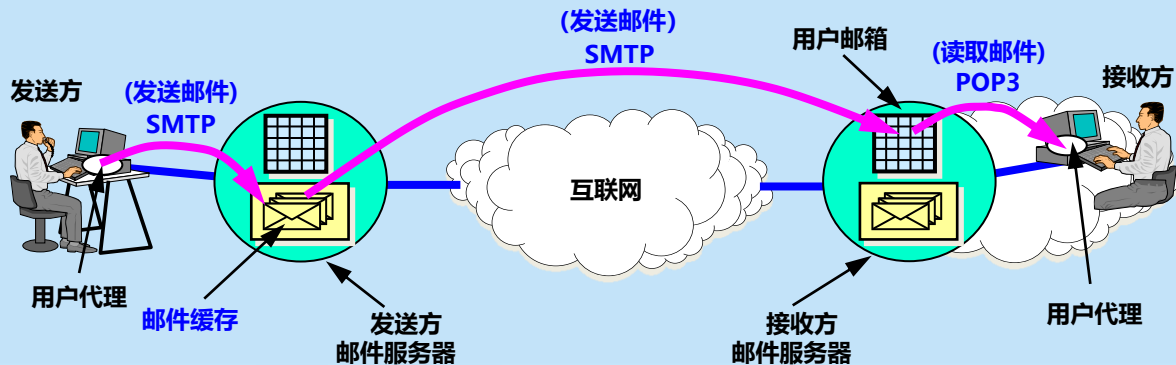 (发送邮件)
SMTP
用户邮箱
(读取邮件)
POP3
接收方
发送方
(发送邮件)
SMTP
互联网
用户代理
邮件缓存
发送方
邮件服务器
接收方
邮件服务器
用户代理